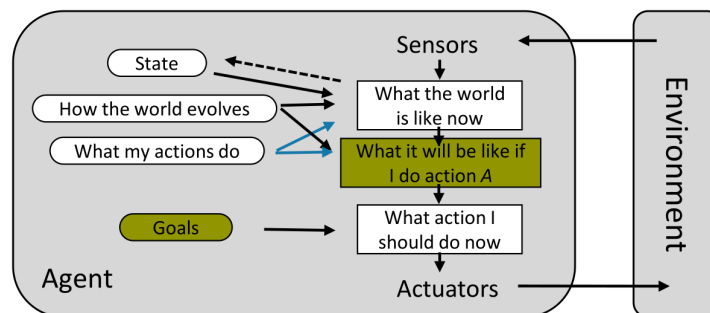 Sensors
State
What the world
is like now
How the world evolves
What my actions do
What it will be like if
I do action A
Goals
What action I
should do now
Agent
Actuators
Environment